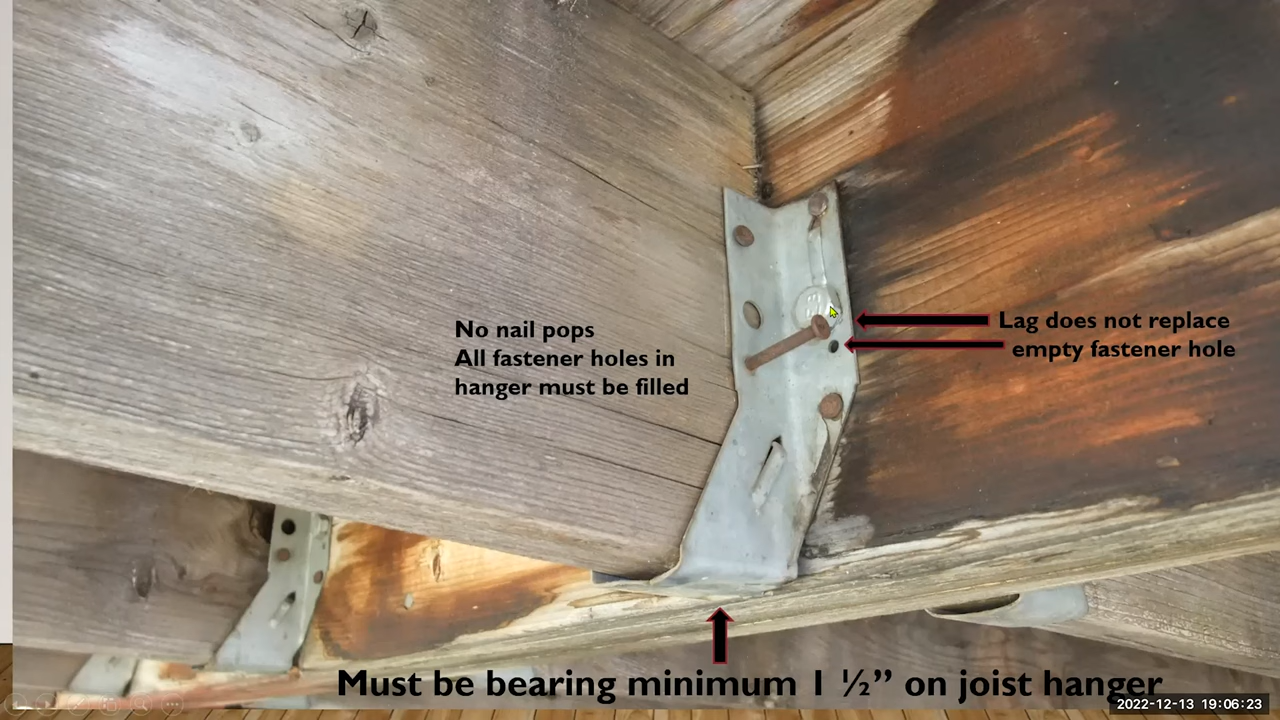 No nail pops
All fastener holes in
hanger must be filled
Lag does not replace
empty fastener hole
Must be bearing minimum 1 ½” on joist hanger
2022-12-13 19:06:23